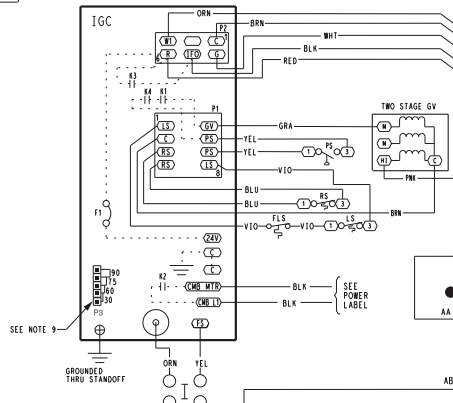 IGC
ORN
BRN
P2
1
WHT
W1
C
BLK
R
IFO
G
6
RED
K3
K4 K1
P1
1
TWO STAGE GV
LS
GV
GRA
M
C
PS
YEL
PS
M
RS
PS
YEL
1
3
RS
LS
VIO
HI
C
8
PNK
BLU
RS
BLU
1
3
BRN
F1
FLS
LS
VIO
VIO
1
3
24V
C
C
K2
90
75
60
30
CMB MTR
BLK
SEE
POWER
LABEL
CMB L1
BLK
AA
P3
SEE NOTE 9
FS
GROUNDED
THRU STANDOFF
ORN
YEL
AB